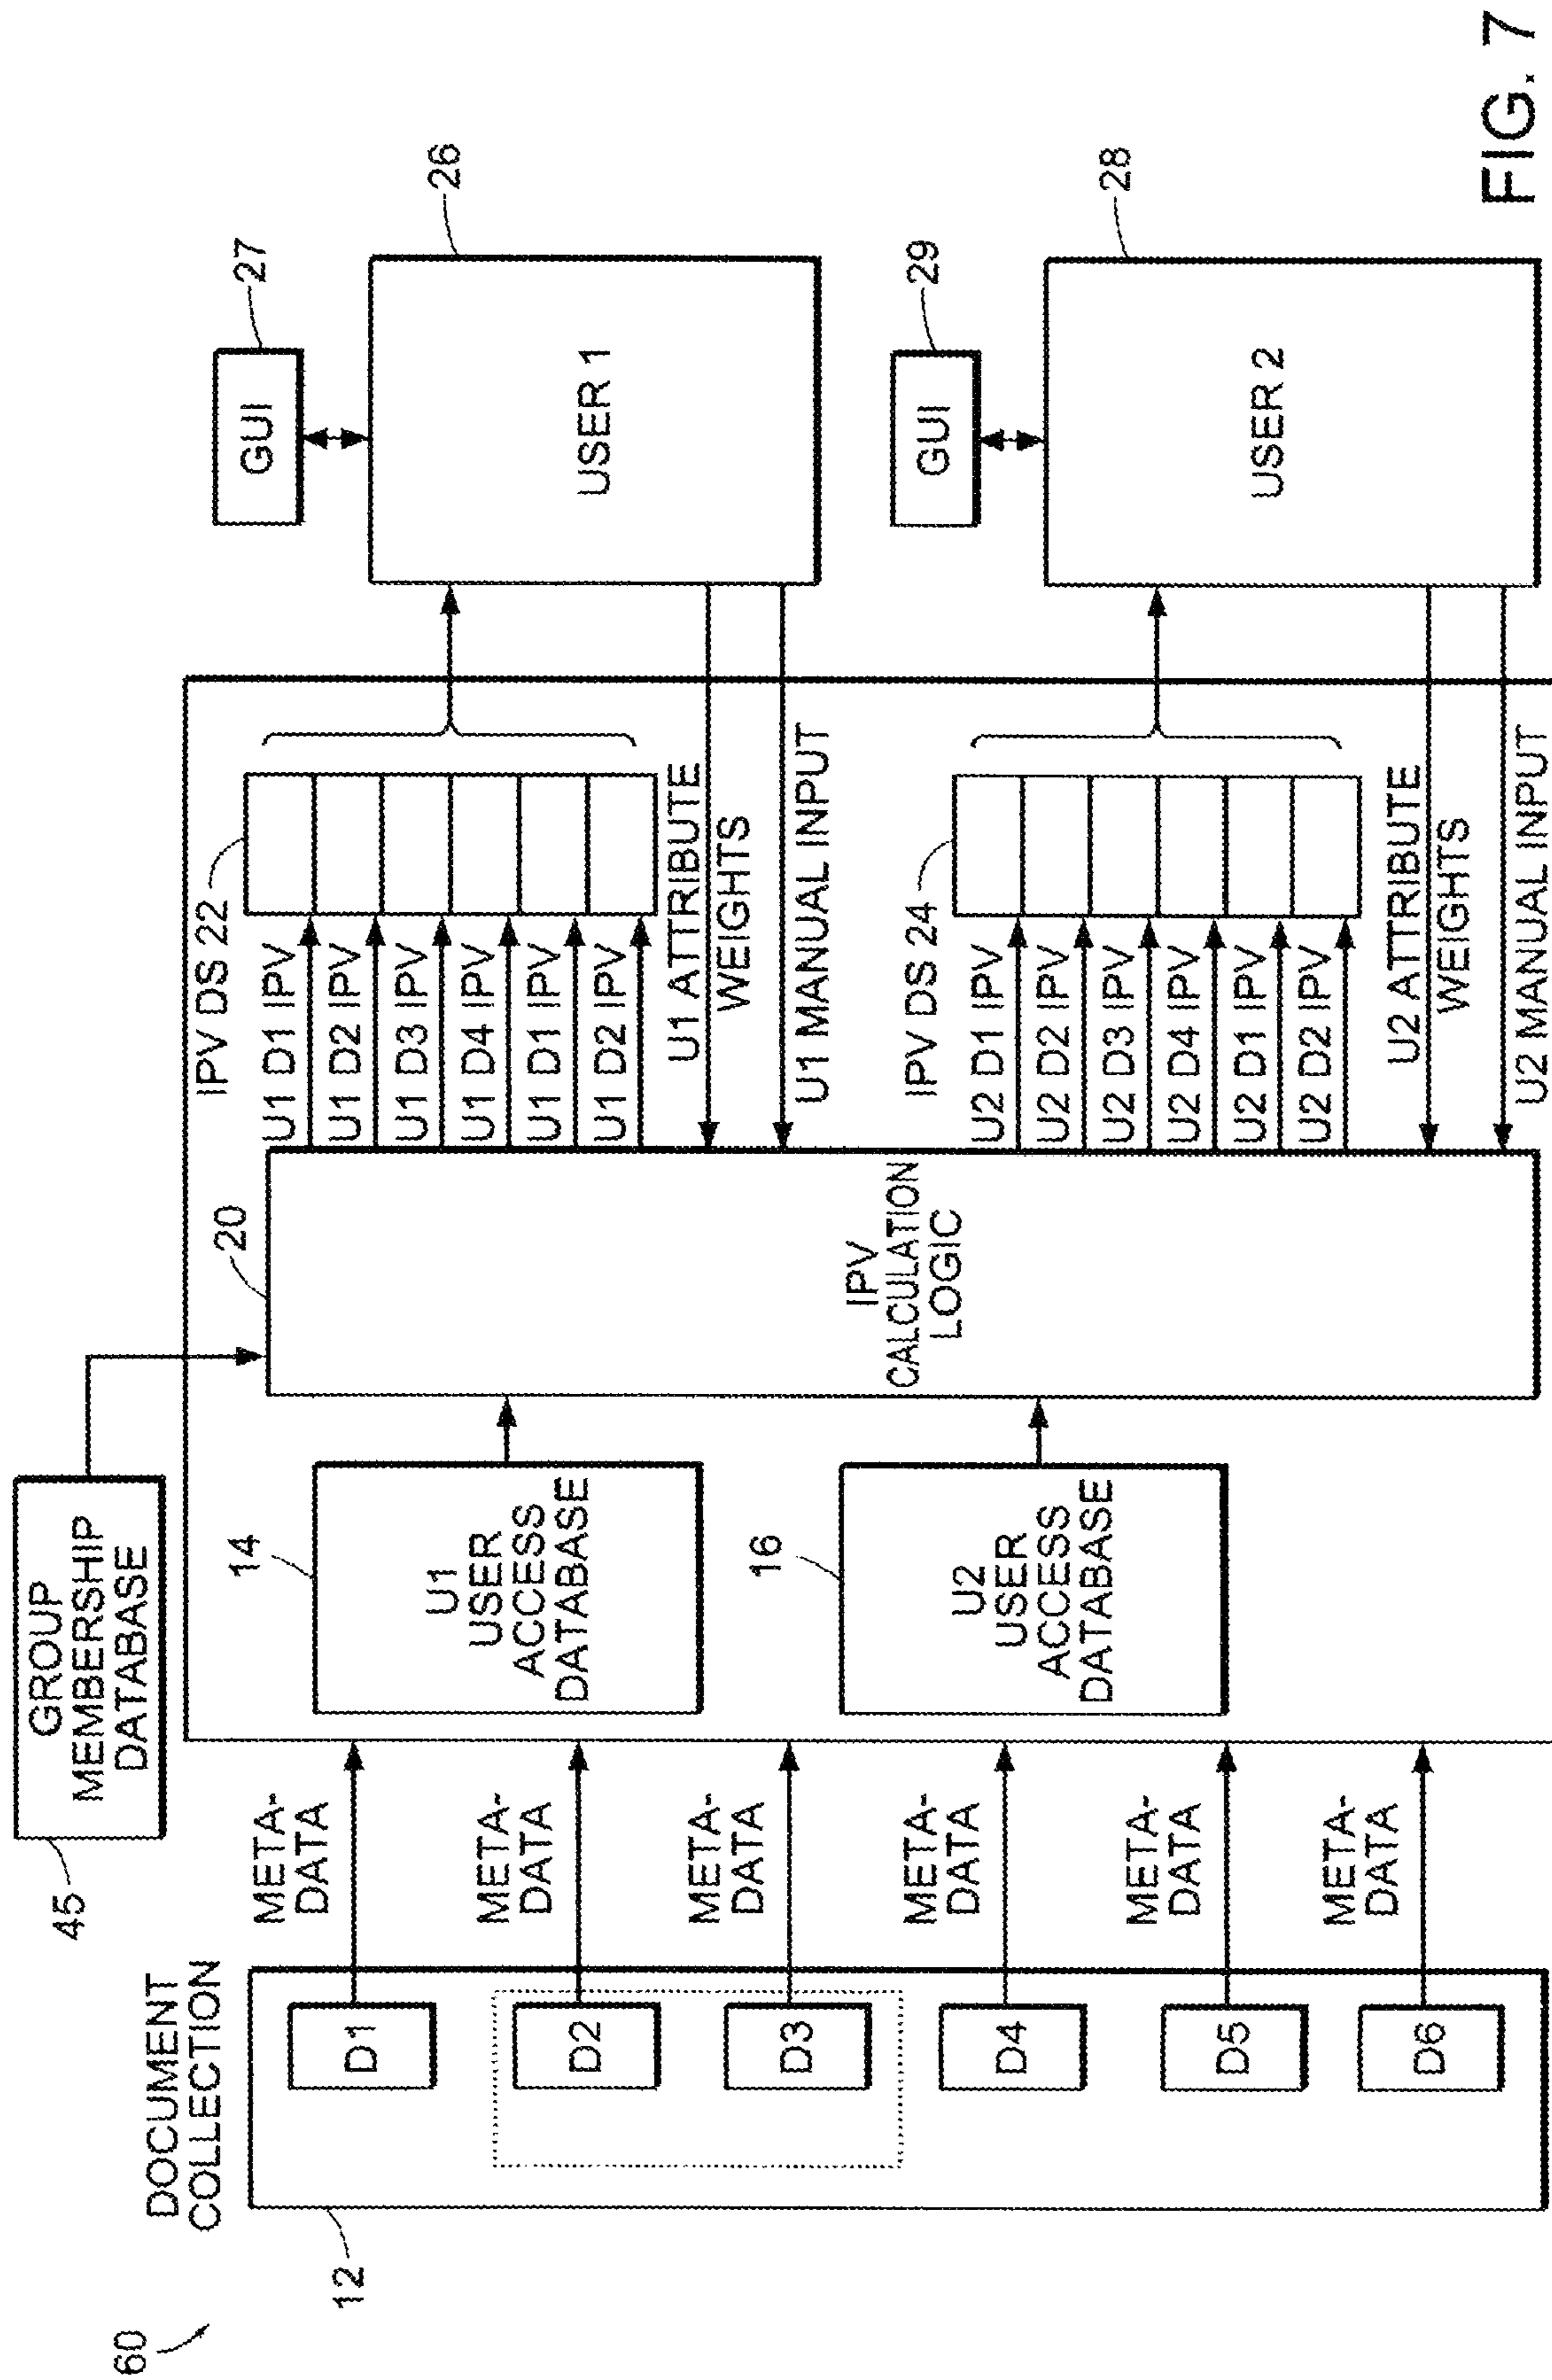 60
12
DOCUMENT
COLLECTION
D1
D2
D3
D4
D5
D6
META-
DATA
META-
DATA
META-
DATA
META-
DATA
META-
DATA
META-
DATA
45
GROUP
MEMBERSHIP
DATABASE
14
U1
USER
ACCESS
DATABASE
16
U2
USER
ACCESS
DATABASE
20
IPV
CALCULATION
LOGIC
IPV DS 22
U1 D1 IPV
U1 D2 IPV
U1 D3 IPV
U1 D4 IPV
U1 D1 IPV
U1 D2 IPV
U1 ATTRIBUTE
WEIGHTS
U1 MANUAL INPUT
IPV DS 24
U2 D1 IPV
U2 D2 IPV
U2 D3 IPV
U2 D4 IPV
U2 D1 IPV
U2 D2 IPV
U2 ATTRIBUTE
WEIGHTS
U2 MANUAL INPUT
GUI
27
USER 1
26
GUI
29
USER 2
28
FIG. 7